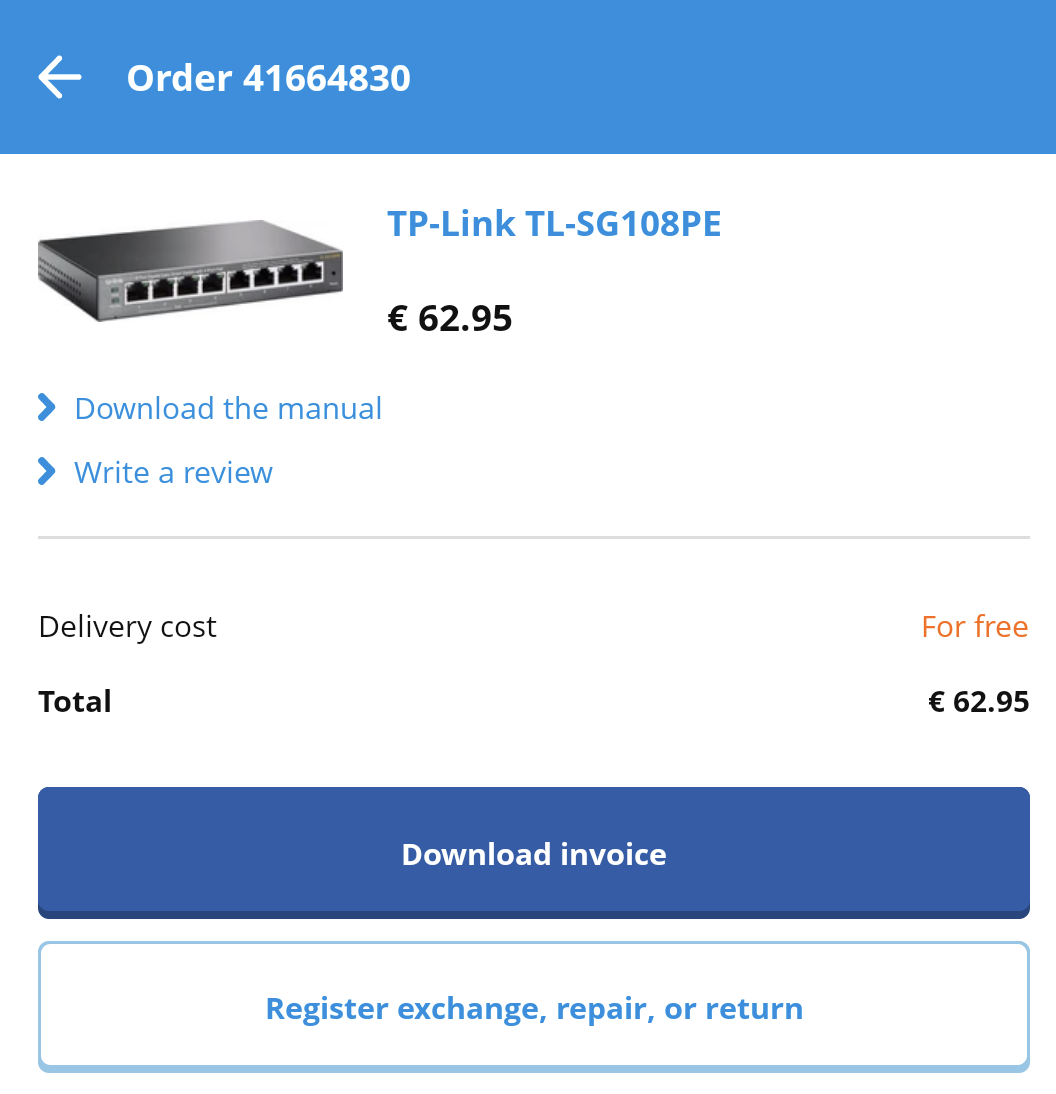 Order 41664830
TP-Link TL-SG108PE
€ 62.95
Download the manual
Write a review
Delivery cost For free
Total € 62.95
Download invoice
Register exchange, repair, or return